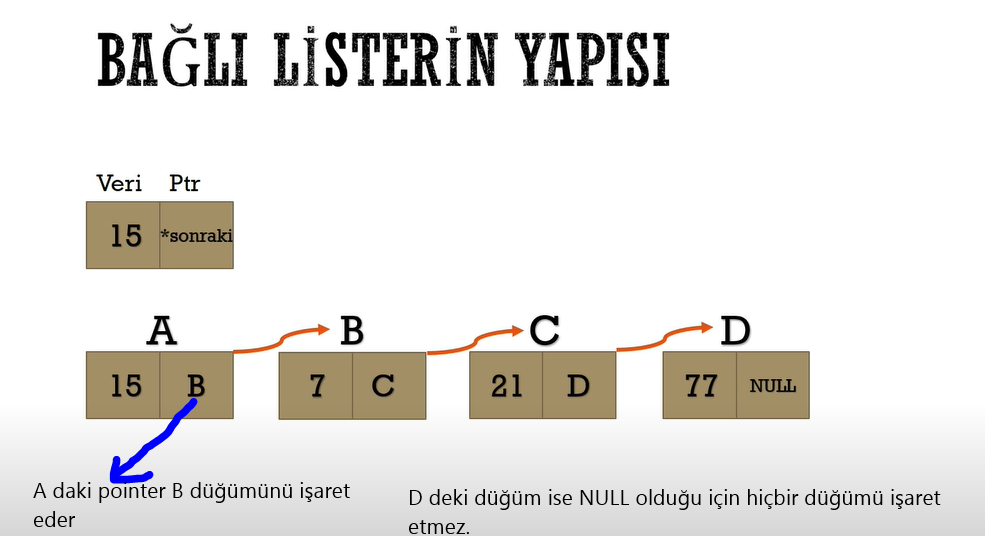 BAĞLI LİSTERİN YAPISI
Veri Ptr
15 *sonraki
A B C D
15 B 7 C 21 D 77 NULL
A daki pointer B düğümünü işaret
eder
D deki düğüm ise NULL olduğu için hiçbir düğümü işaret
etmez.